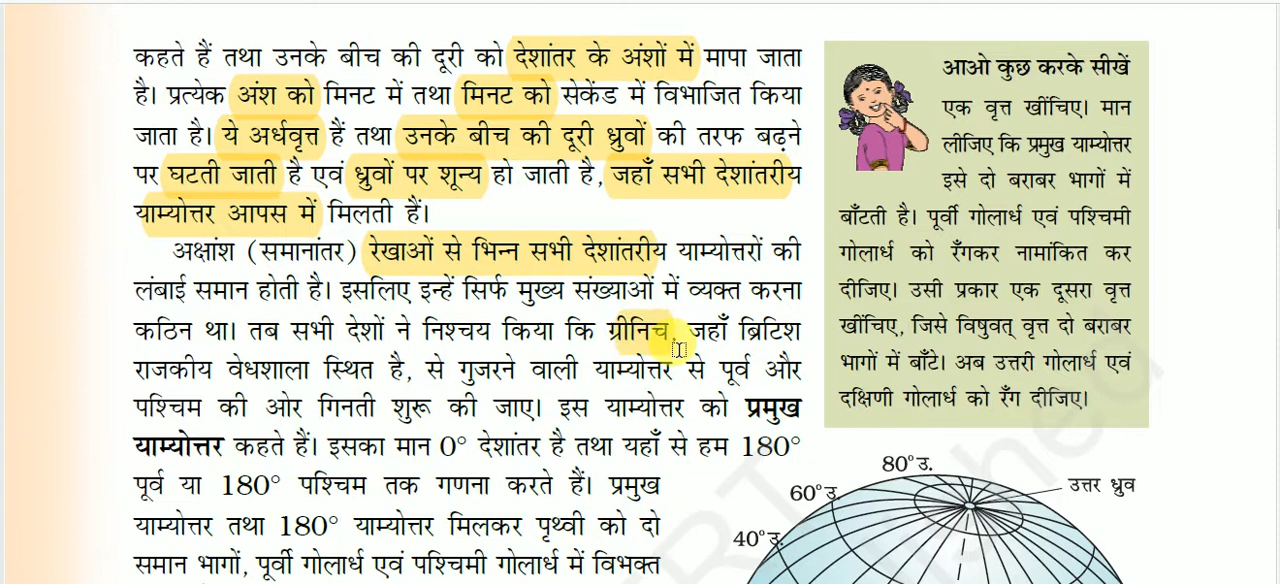 कहते हैं तथा उनके बीच की दूरी को देशांतर के अंशों में मापा जाता
है। प्रत्येक अंश को मिनट में तथा मिनट को सेकेंड में विभाजित किया
जाता है। ये अर्धवृत्त हैं तथा उनके बीच की दूरी ध्रुवों की तरफ बढ़ने
पर घटती जाती है एवं ध्रुवों पर शून्य हो जाती है, जहाँ सभी देशांतरीय
याम्योत्तर आपस में मिलती हैं।
अक्षांश (समानांतर) रेखाओं से भिन्न सभी देशांतरीय याम्योत्तरों की
लंबाई समान होती है। इसलिए इन्हें सिर्फ मुख्य संख्याओं में व्यक्त करना
कठिन था। तब सभी देशों ने निश्चय किया कि ग्रीनिच, जहाँ ब्रिटिश
राजकीय वेधशाला स्थित है, से गुजरने वाली याम्योत्तर से पूर्व और
पश्चिम की ओर गिनती शुरू की जाए। इस याम्योत्तर को प्रमुख
याम्योत्तर कहते हैं। इसका मान 0° देशांतर है तथा यहाँ से हम 180°
पूर्व या 180° पश्चिम तक गणना करते हैं। प्रमुख
याम्योत्तर तथा 180° याम्योत्तर मिलकर पृथ्वी को दो
समान भागों, पूर्वी गोलार्ध एवं पश्चिमी गोलार्ध में विभक्त
आओ कुछ करके सीखें
एक वृत्त खींचिए। मान
लीजिए कि प्रमुख याम्योत्तर
इसे दो बराबर भागों में
बाँटती है। पूर्वी गोलार्ध एवं पश्चिमी
गोलार्ध को रँगकर नामांकित कर
दीजिए। उसी प्रकार एक दूसरा वृत्त
खींचिए, जिसे विषुवत् वृत्त दो बराबर
भागों में बाँटे। अब उत्तरी गोलार्ध एवं
दक्षिणी गोलार्ध को रँग दीजिए।
80°उ.
उत्तर ध्रुव
60°उ.
40°उ.